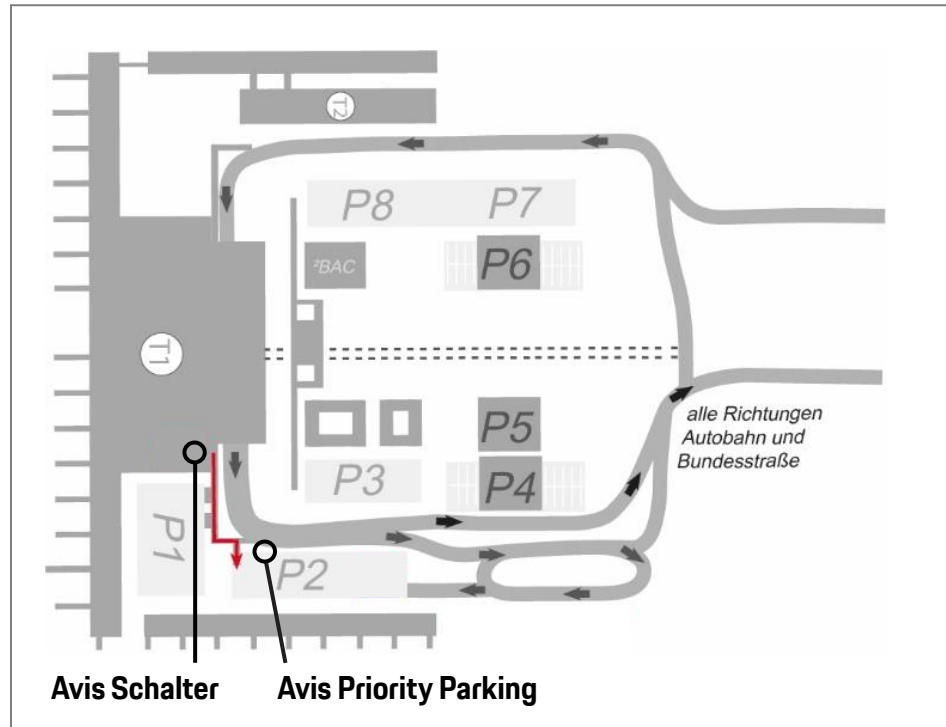 T2
P8
P7
²BAC
P6
T1
P5
alle Richtungen
Autobahn und
Bundesstraße
P3
P4
P1
P2
Avis Schalter
Avis Priority Parking